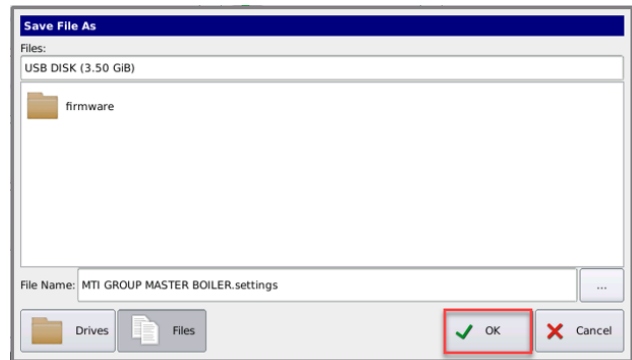 Save File As
Files:
USB DISK (3.50 GiB)
firmware
File Name: MTI GROUP MASTER BOILER.settings ...
Drives Files OK Cancel